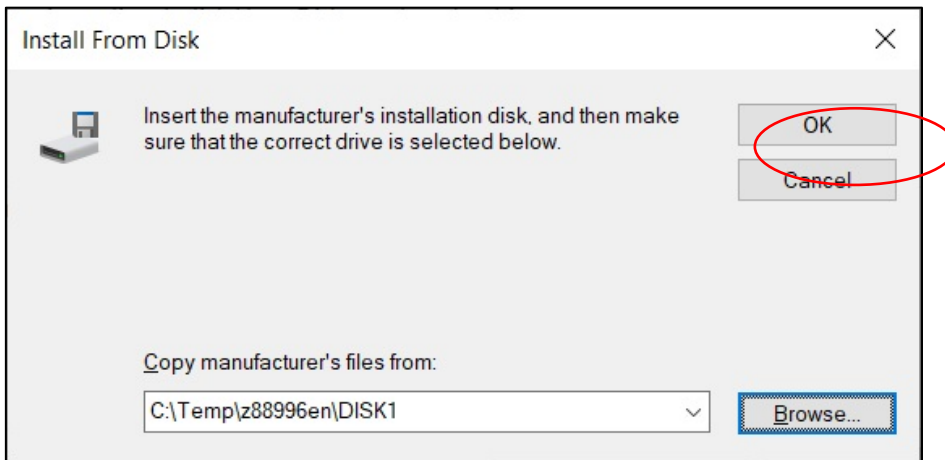 Install From Disk
Insert the manufacturer's installation disk, and then make
sure that the correct drive is selected below.
OK
Cancel
Copy manufacturer's files from:
C:\Temp\z88996en\DISK1
Browse...